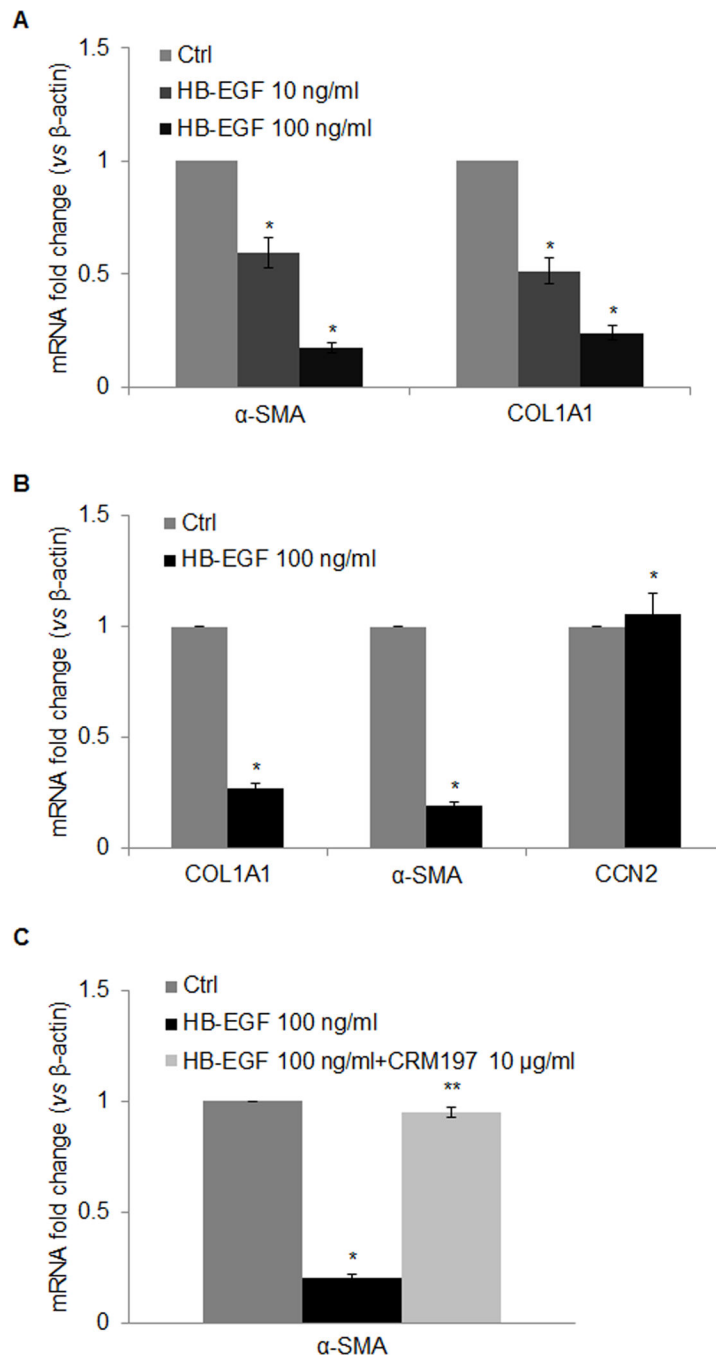 A
mRNA fold change (vs β-actin)
1.5
1
0.5
0
Ctrl
HB-EGF 10 ng/ml
HB-EGF 100 ng/ml
*
*
*
*
α-SMA COL1A1
B
mRNA fold change (vs β-actin)
1.5
1
0.5
0
Ctrl
HB-EGF 100 ng/ml
*
*
*
COL1A1 α-SMA CCN2
C
mRNA fold change (vs β-actin)
1.5
1
0.5
0
Ctrl
HB-EGF 100 ng/ml
HB-EGF 100 ng/ml+CRM197 10 µg/ml
*
**
α-SMA